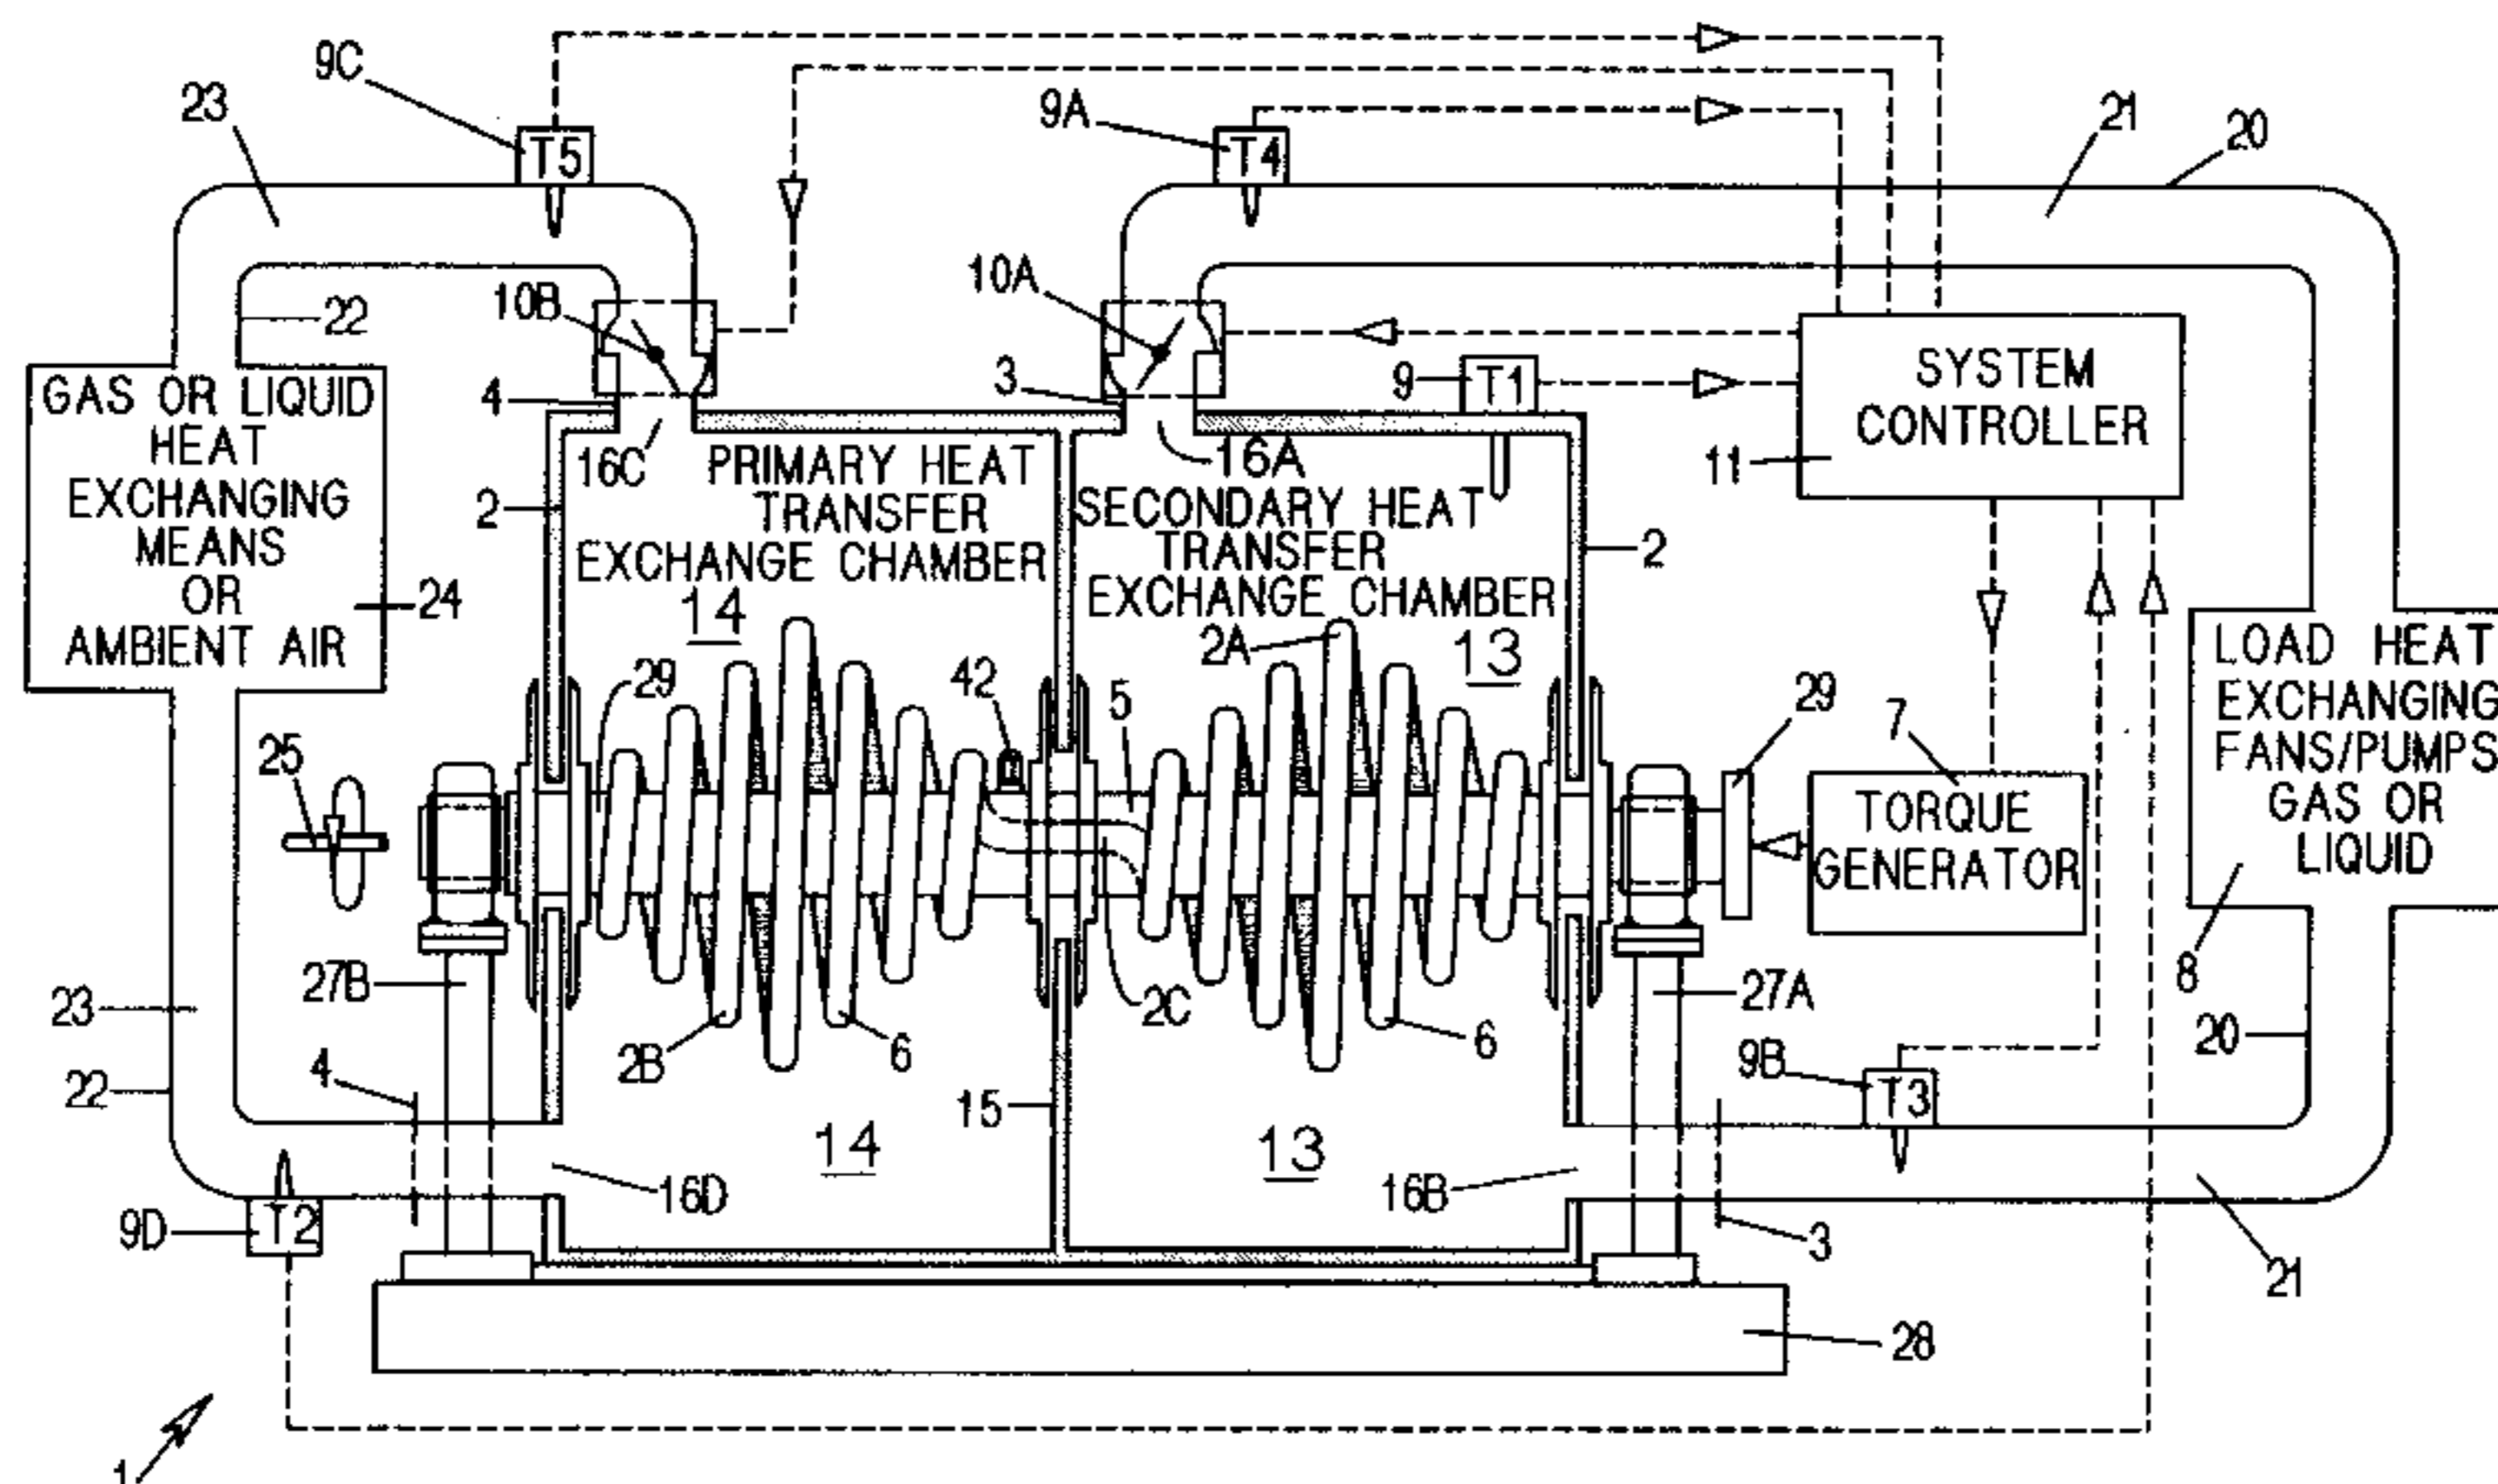 9C
23
T5
9A
T4
21
20
10B
10A
22
4
3
9
T1
SYSTEM
CONTROLLER
11
GAS OR LIQUID
HEAT
EXCHANGING
MEANS
OR
AMBIENT AIR
24
16C
PRIMARY HEAT
TRANSFER
EXCHANGE CHAMBER
14
2
16A
SECONDARY HEAT
TRANSFER
EXCHANGE CHAMBER
13
2
2A
29
42
5
29
7
TORQUE
GENERATOR
LOAD HEAT
EXCHANGING
FANS/PUMPS
GAS OR
LIQUID
8
25
27B
23
22
2B
6
2C
6
27A
20
4
15
9B
T3
14
13
16D
16B
9D
T2
3
21
28
1